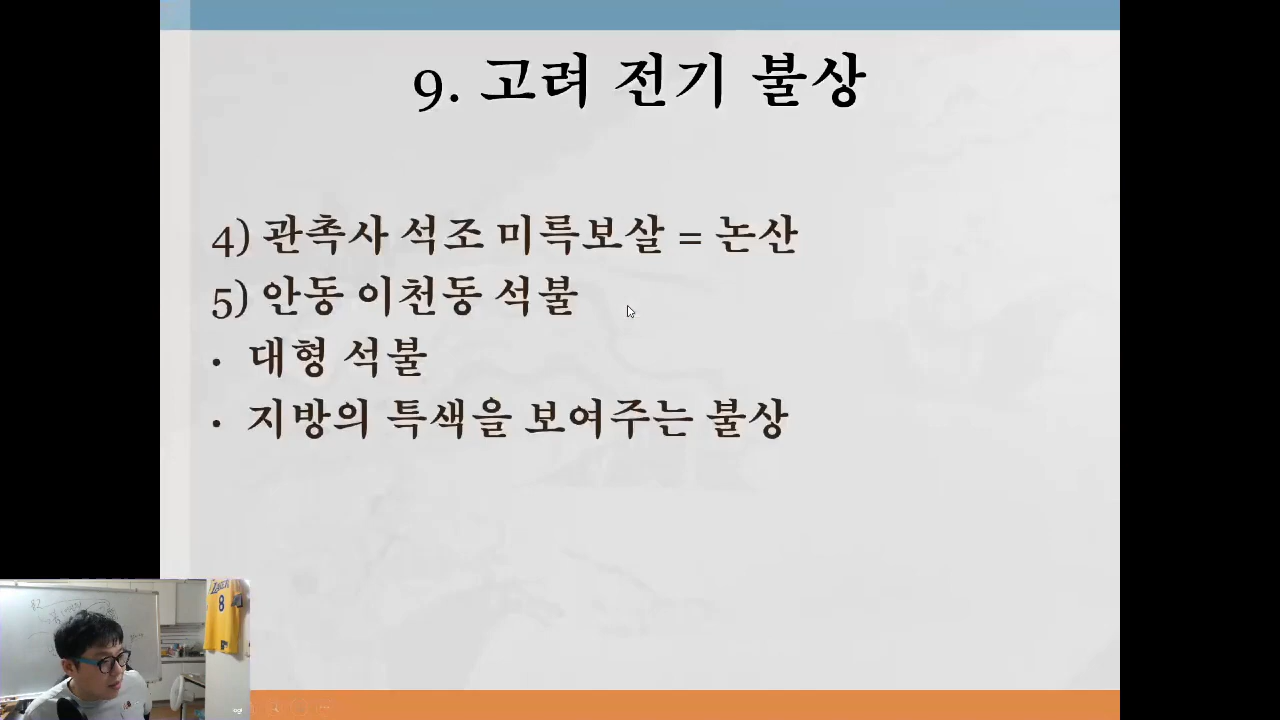 9. 고려 전기 불상
4) 관촉사 석조 미륵보살 = 논산
5) 안동 이천동 석불
• 대형 석불
• 지방의 특색을 보여주는 불상
8